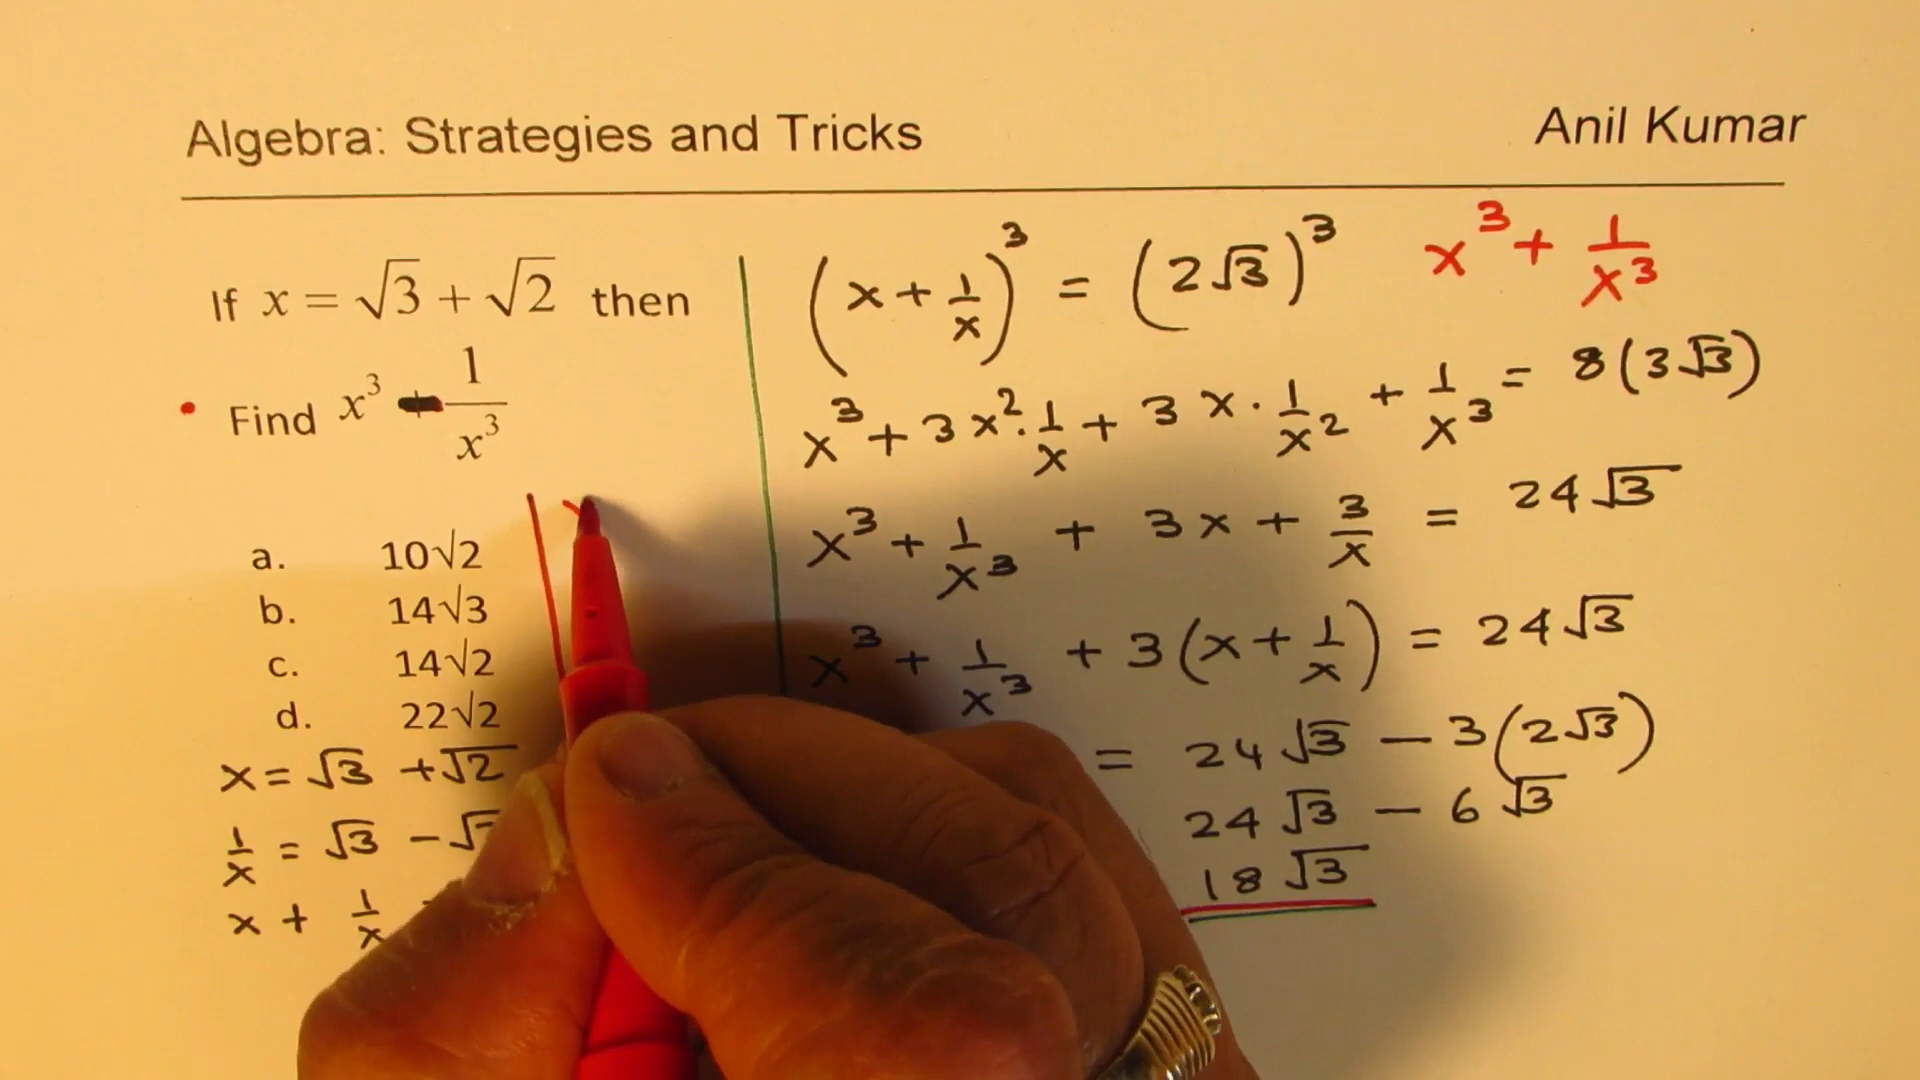 Algebra: Strategies and Tricks
Anil Kumar
If x = √3 + √2 then
Find x³ - 1/x³
a. 10√2
b. 14√3
c. 14√2
d. 22√2
x = √3 + √2
1/x = √3 - √
x + 1/x
(x + 1/x)³ = (2√3)³
x³ + 1/x³
x³ + 3x² · 1/x + 3x · 1/x² + 1/x³ = 8(3√3)
x³ + 1/x³ + 3x + 3/x = 24√3
x³ + 1/x³ + 3(x + 1/x) = 24√3
= 24√3 - 3(2√3)
24√3 - 6√3
18√3